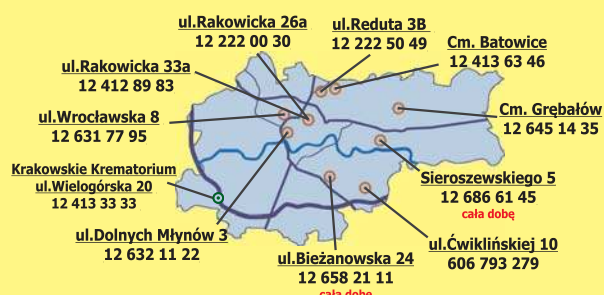 ul.Rakowicka 26a
12 222 00 30
ul.Reduta 3B
12 222 50 49
Cm. Batowice
12 413 63 46
ul.Rakowicka 33a
12 412 89 83
ul.Wrocławska 8
12 631 77 95
Cm. Grębałów
12 645 14 35
Krakowskie Krematorium
ul.Wielogórska 20
12 413 33 33
Sieroszewskiego 5
12 686 61 45
cała dobę
ul.Dolnych Młynów 3
12 632 11 22
ul.Bieżanowska 24
12 658 21 11
cała dobę
ul.Ćwiklińskiej 10
606 793 279